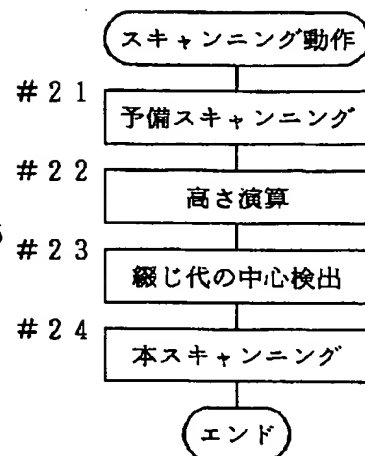 スキャンニング動作
#21
予備スキャンニング
#22
高さ演算
#23
綴じ代の中心検出
#24
本スキャンニング
エンド